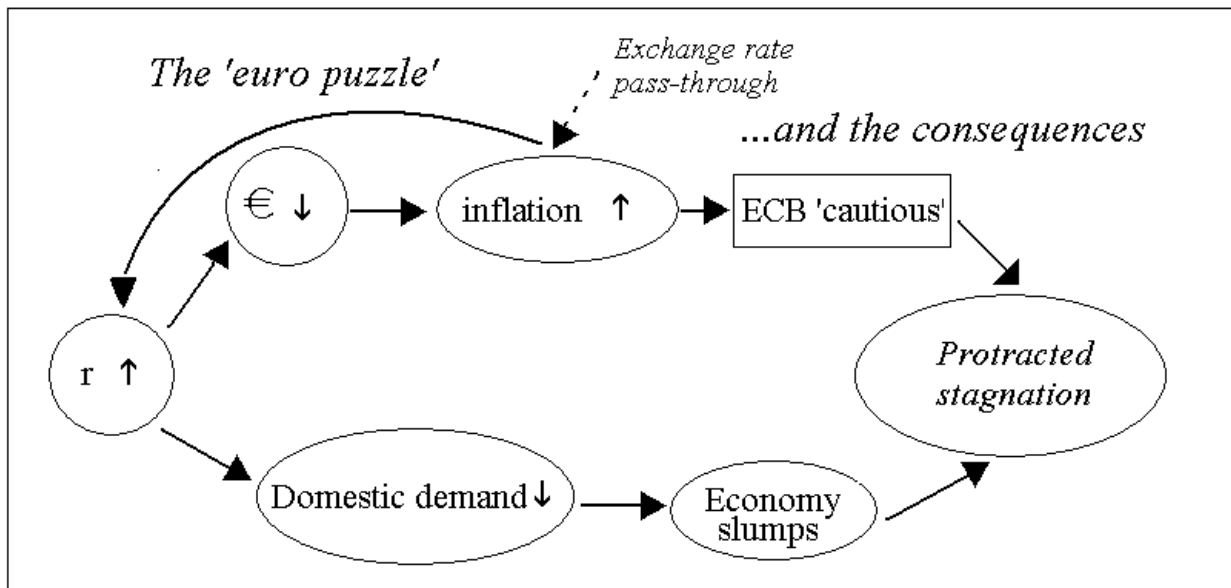 The 'euro puzzle'
Exchange rate
pass-through
...and the consequences
€ ↓
inflation ↑
ECB 'cautious'
r ↑
Protracted
stagnation
Domestic demand↓
Economy
slumps